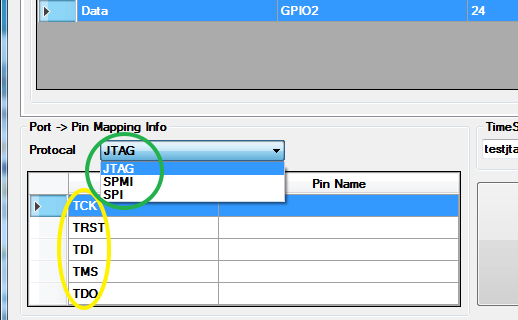 Data GPIO2 24
Port -> Pin Mapping Info
TimeS
Protocal JTAG
testjta
JTAG
SPMI
SPI
Pin Name
TCK
TRST
TDI
TMS
TDO